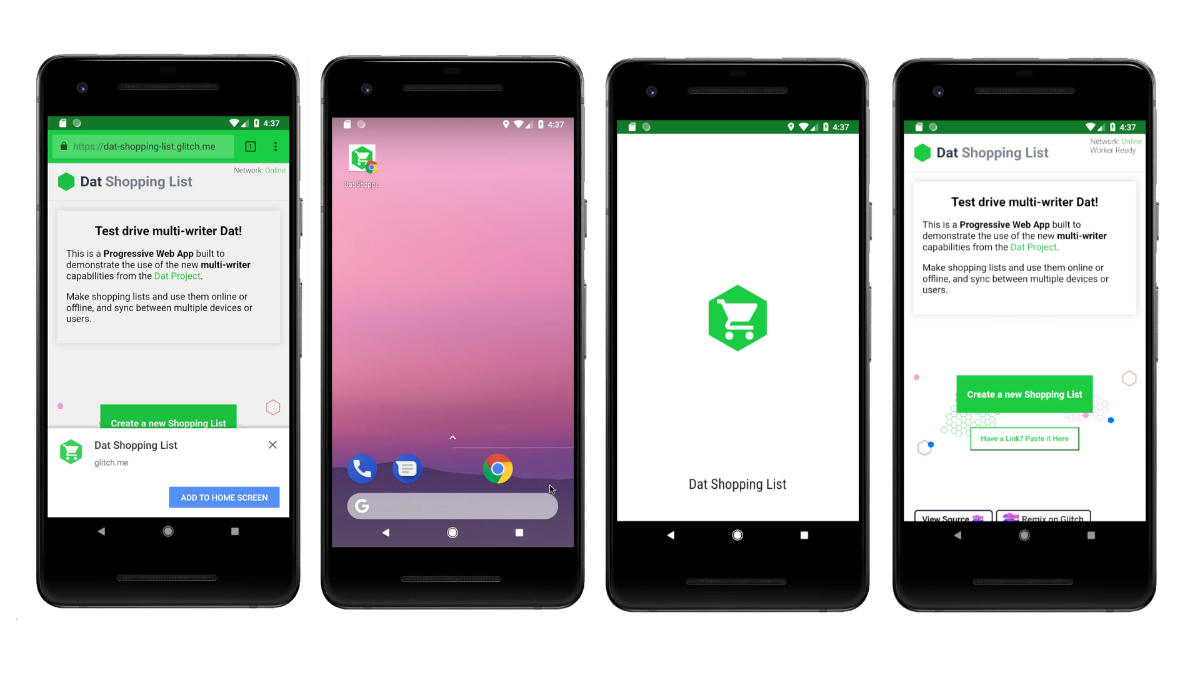 4:37
https://dat-shopping-list.glitch.me
1
Network: Online
Dat Shopping List
Test drive multi-writer Dat!
This is a Progressive Web App built to
demonstrate the use of the new multi-writer
capabilities from the Dat Project.
Make shopping lists and use them online or
offline, and sync between multiple devices or
users.
Create a new Shopping List
Dat Shopping List
glitch.me
ADD TO HOME SCREEN
4:37
Dat Shopp..
G
4:37
Dat Shopping List
4:37
Network: Online
Worker Ready
Dat Shopping List
Test drive multi-writer Dat!
This is a Progressive Web App built to
demonstrate the use of the new multi-writer
capabilities from the Dat Project.
Make shopping lists and use them online or
offline, and sync between multiple devices or
users.
Create a new Shopping List
Have a Link? Paste it Here
View Source
Remix on Glitch